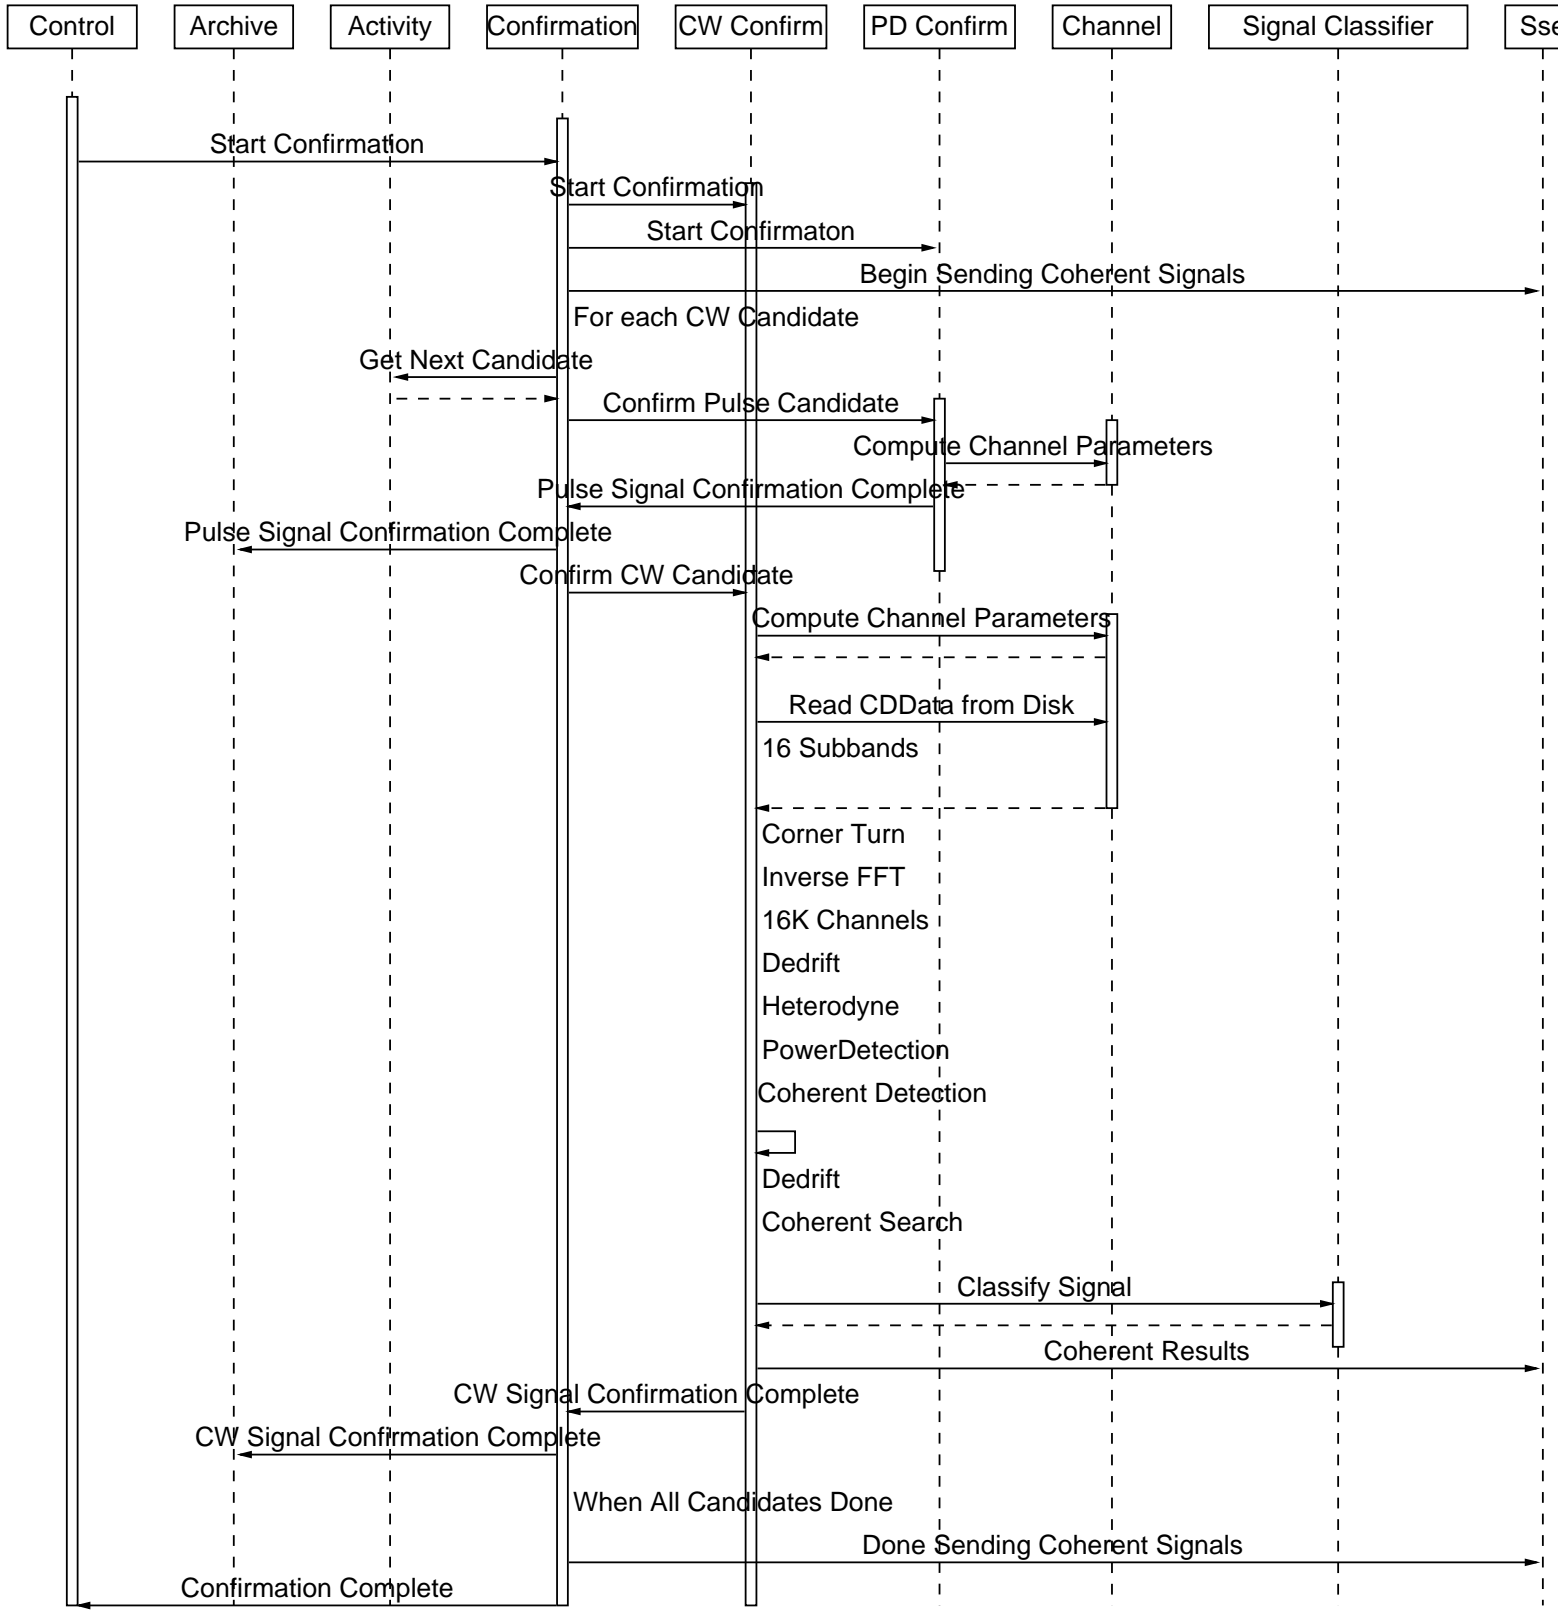 Control
Archive
Activity
Confirmation
CW Confirm
PD Confirm
Channel
Signal Classifier
Sse
Start Confirmation
Start Confirmation
Start Confirmaton
Begin Sending Coherent Signals
For each CW Candidate
Get Next Candidate
Confirm Pulse Candidate
Compute Channel Parameters
Pulse Signal Confirmation Complete
Pulse Signal Confirmation Complete
Confirm CW Candidate
Compute Channel Parameters
Read CDData from Disk
16 Subbands
Corner Turn
Inverse FFT
16K Channels
Dedrift
Heterodyne
PowerDetection
Coherent Detection
Dedrift
Coherent Search
Classify Signal
Coherent Results
CW Signal Confirmation Complete
CW Signal Confirmation Complete
When All Candidates Done
Done Sending Coherent Signals
Confirmation Complete